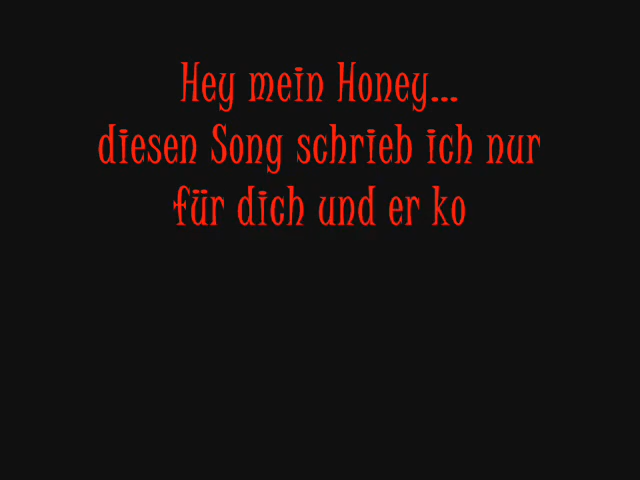 Hey mein Honey...
diesen Song schrieb ich nur
für dich und er ko